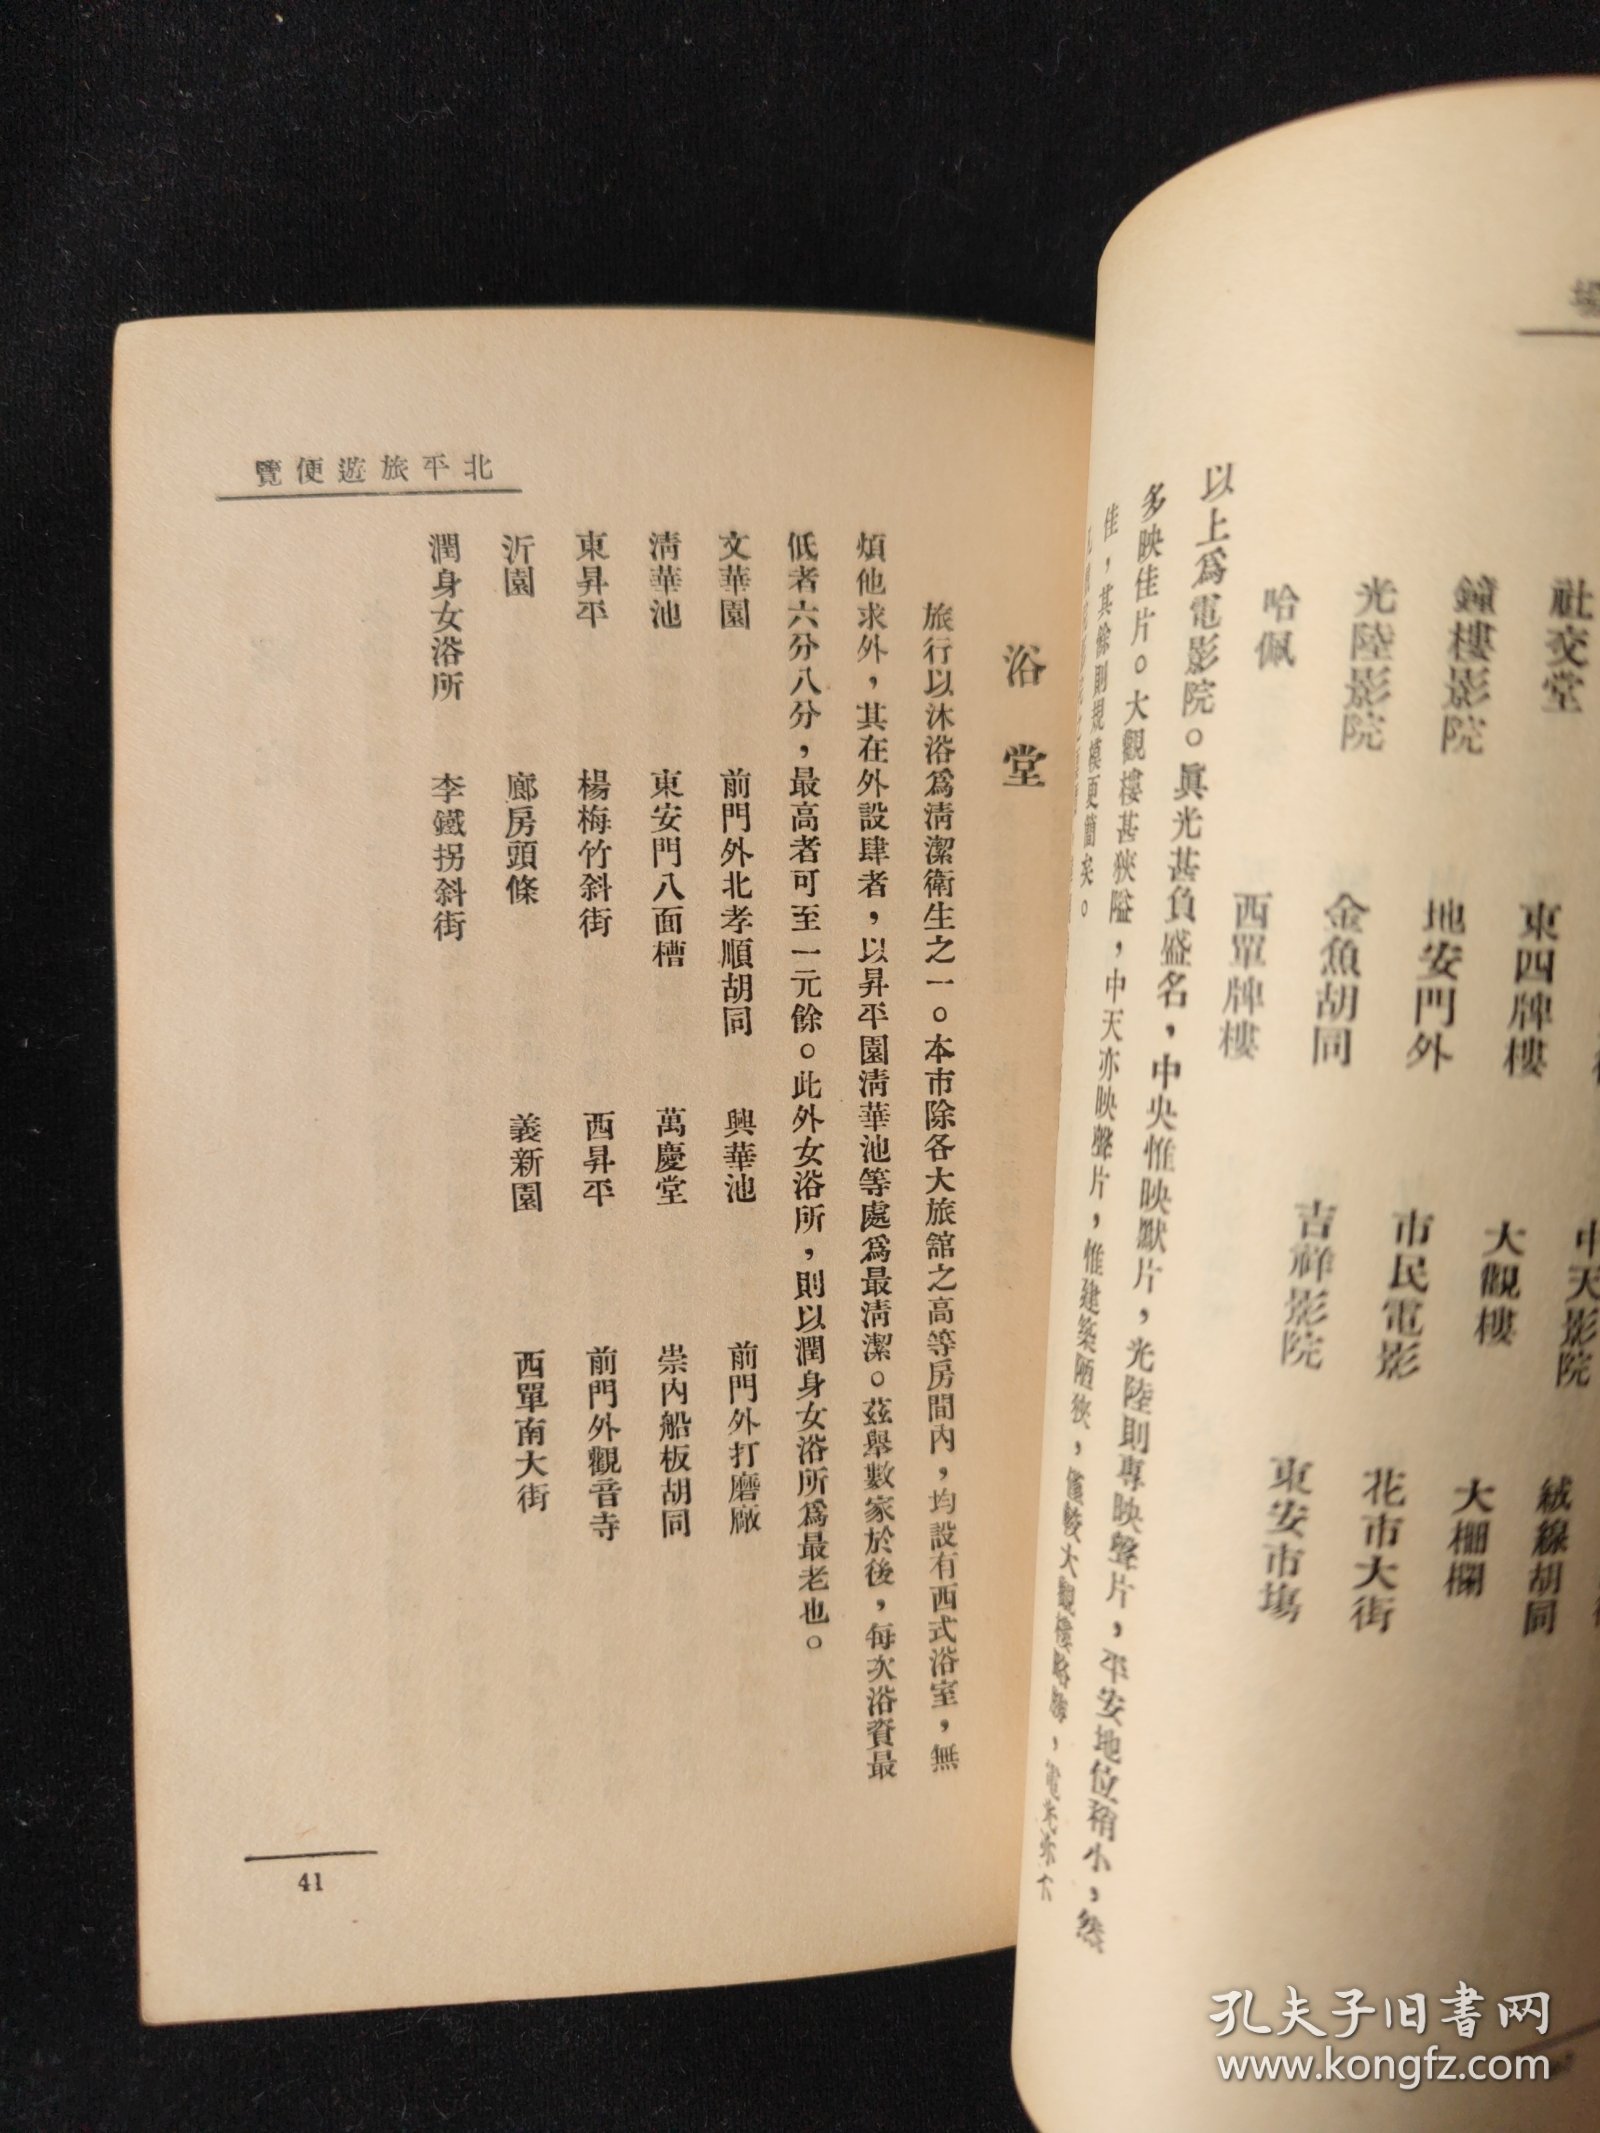 社交堂　東四牌樓　中天影院　絨線胡同
鐘樓影院　地安門外　大觀樓　大柵欄
光陸影院　金魚胡同　市民電影　花市大街
哈佩　西單牌樓　吉祥影院　東安市場
以上爲電影院。眞光甚負盛名，中央惟映默片，光陸則專映聲片，平安地位稍小，然
多映佳片。大觀樓甚狹隘，中天亦映聲片，惟建築陋狹，僅較大觀樓略勝，
佳，其餘則規模更簡矣。
北平旅遊便覽
浴堂
旅行以沐浴爲淸潔衛生之一。本市除各大旅館之高等房間內，均設有西式浴室，無
煩他求外，其在外設肆者，以昇平園淸華池等處爲最淸潔。茲舉數家於後，每次浴資最
低者六分八分，最高者可至一元餘。此外女浴所，則以潤身女浴所爲最老也。
文華園　前門外北孝順胡同　興華池　前門外打磨廠
淸華池　東安門八面槽　萬慶堂　崇內船板胡同
東昇平　楊梅竹斜街　西昇平　前門外觀音寺
沂園　廊房頭條　義新園　西單南大街
潤身女浴所　李鐵拐斜街
41
孔夫子旧书网
www.kongfz.com